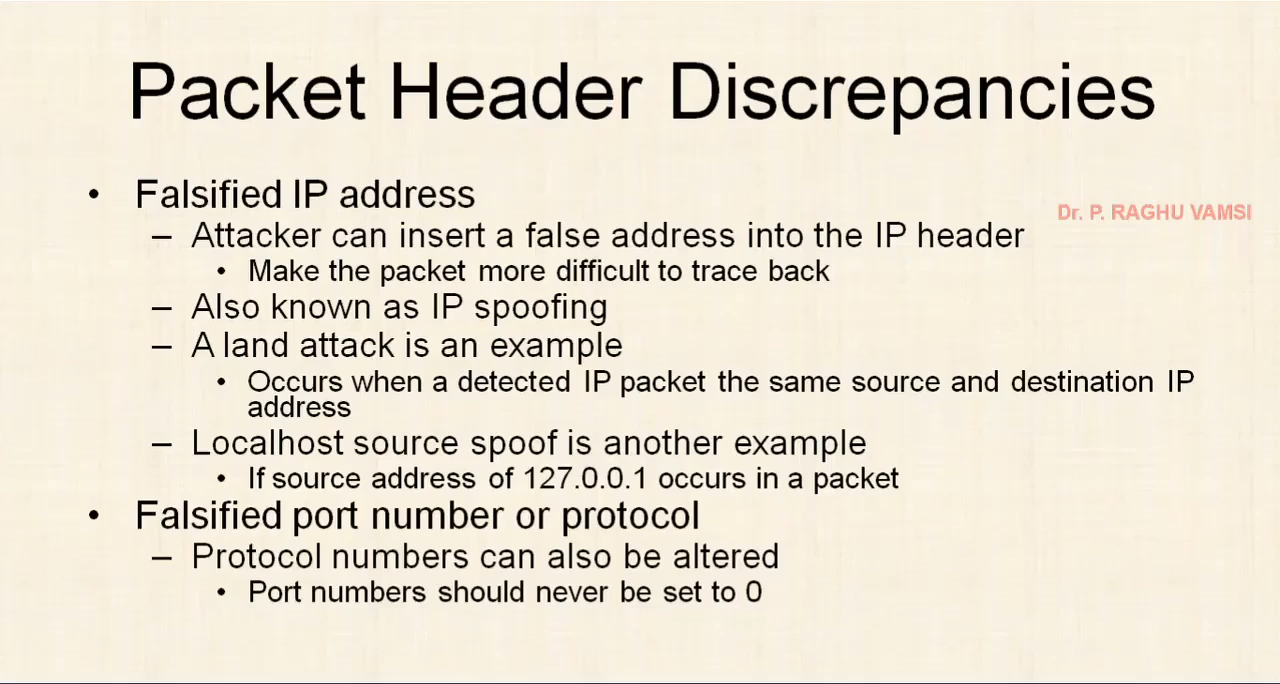 Packet Header Discrepancies
• Falsified IP address
Dr. P. RAGHU VAMSI
– Attacker can insert a false address into the IP header
• Make the packet more difficult to trace back
– Also known as IP spoofing
– A land attack is an example
• Occurs when a detected IP packet the same source and destination IP
address
– Localhost source spoof is another example
• If source address of 127.0.0.1 occurs in a packet
• Falsified port number or protocol
– Protocol numbers can also be altered
• Port numbers should never be set to 0